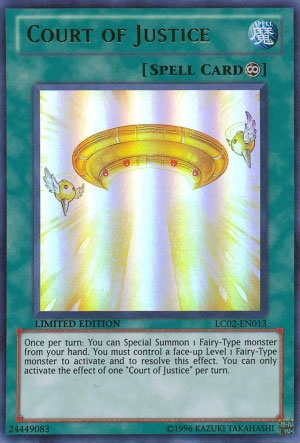 COURT OF JUSTICE
[SPELL CARD]
LIMITED EDITION
LC02-EN013
Once per turn: You can Special Summon 1 Fairy-Type monster
from your hand. You must control a face-up Level 1 Fairy-Type
monster to activate and to resolve this effect. You can only
activate the effect of one "Court of Justice" per turn.
24449083
©1996 KAZUKI TAKAHASHI